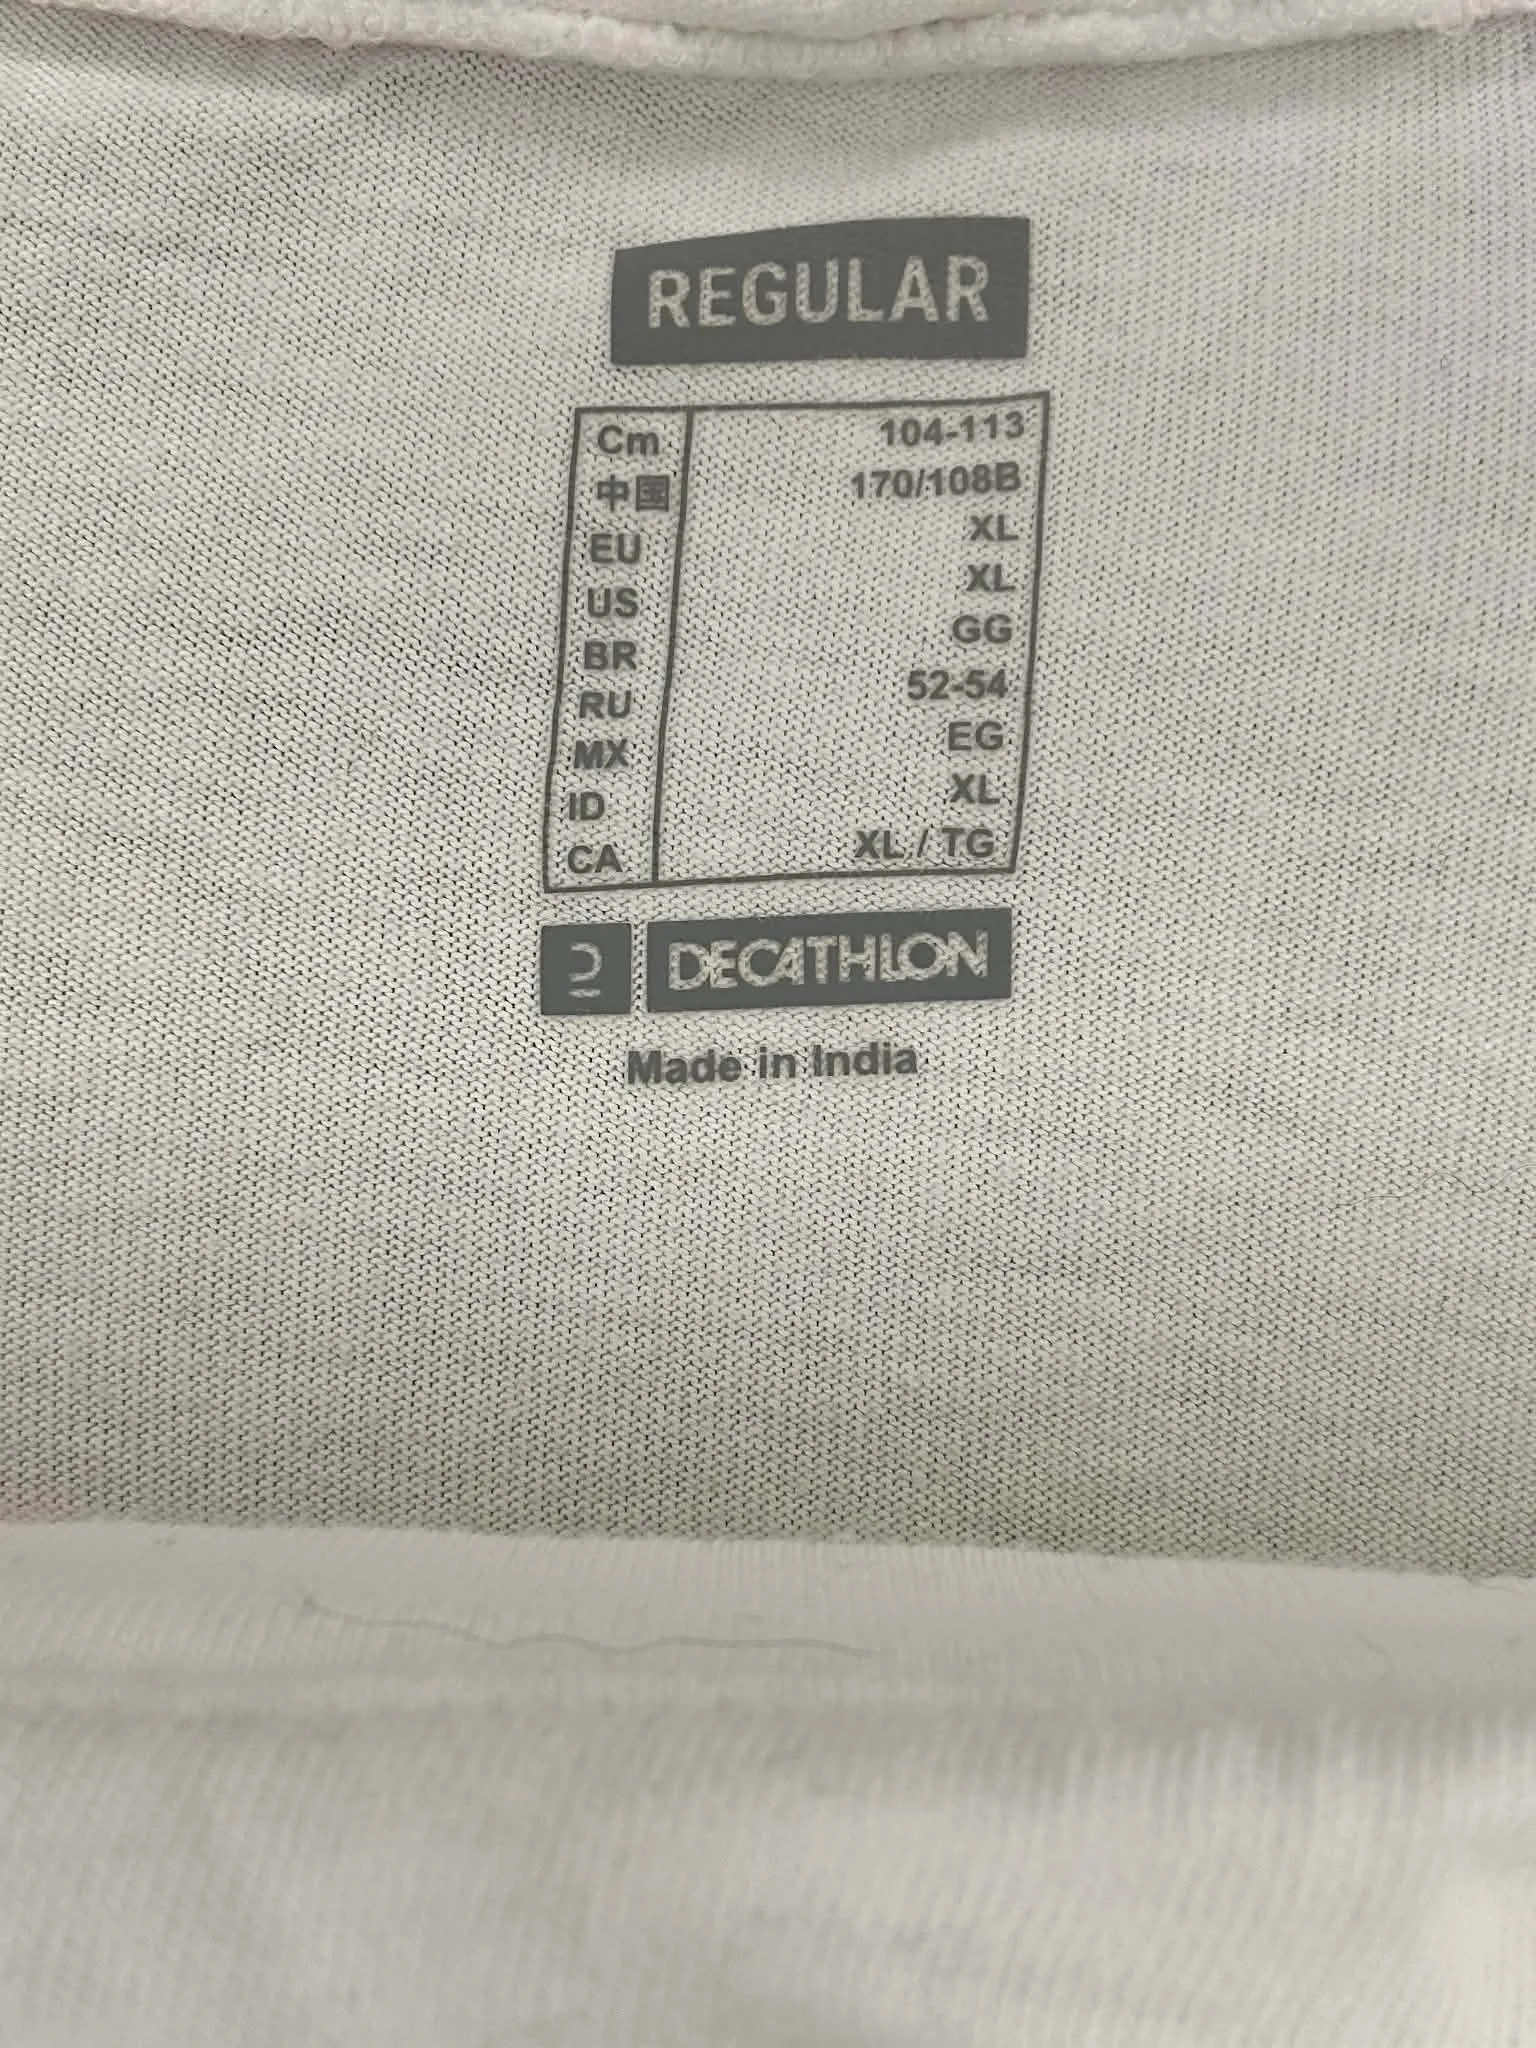 REGULAR
Cm 104-113
中国 170/108B
EU XL
US XL
BR GG
RU 52-54
MX EG
ID XL
CA XL / TG
DECATHLON
Made in India